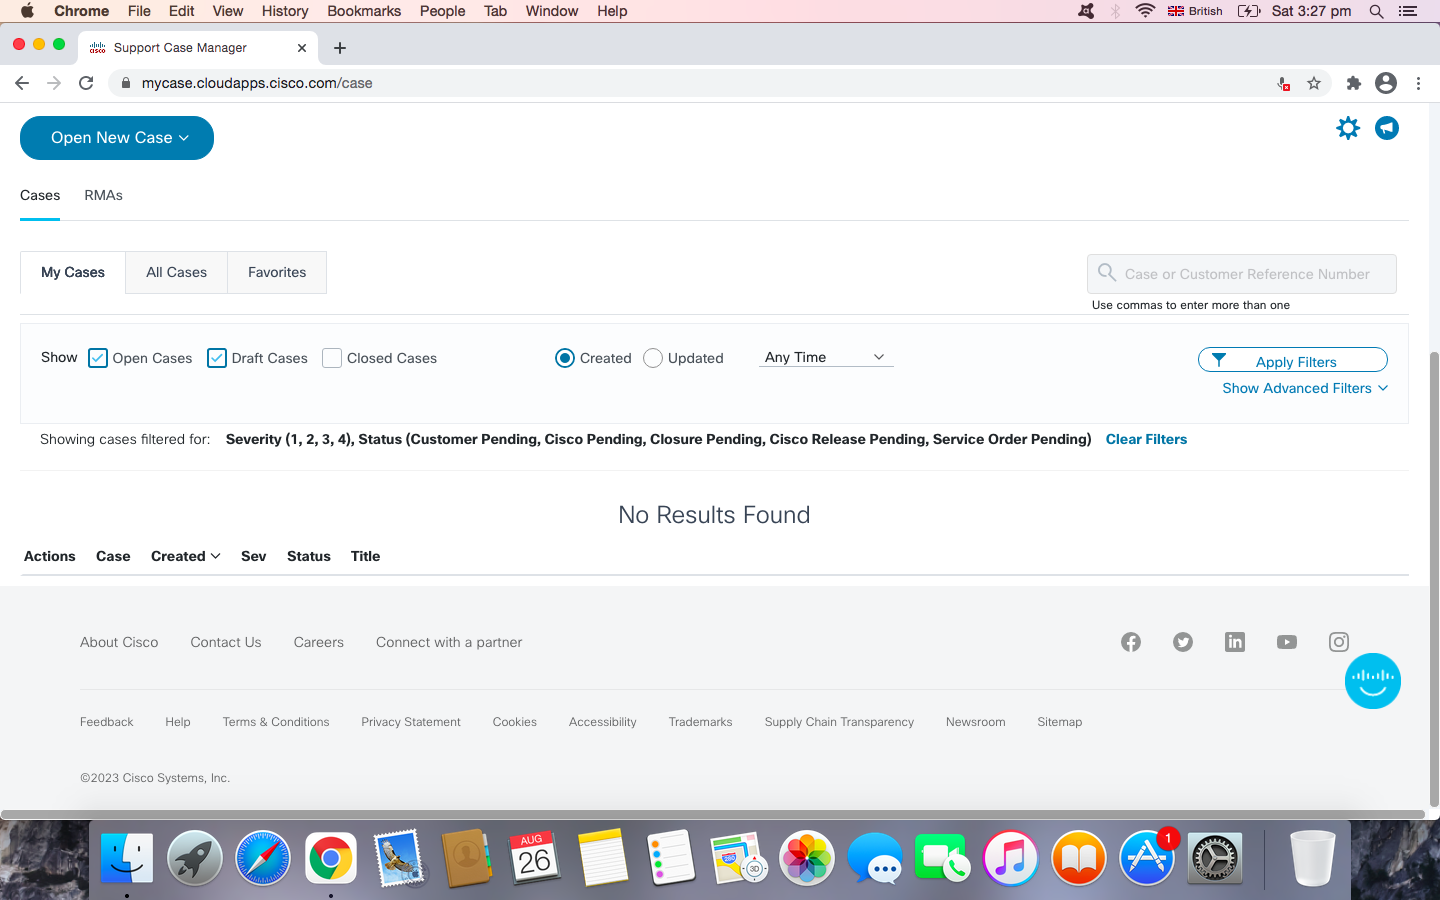 Chrome File Edit View History Bookmarks People Tab Window Help British Sat 3:27 pm
Support Case Manager
mycase.cloudapps.cisco.com/case
Open New Case
Cases RMAs
My Cases All Cases Favorites
Case or Customer Reference Number
Use commas to enter more than one
Show Open Cases Draft Cases Closed Cases Created Updated Any Time Apply Filters
Show Advanced Filters
Showing cases filtered for: Severity (1, 2, 3, 4), Status (Customer Pending, Cisco Pending, Closure Pending, Cisco Release Pending, Service Order Pending) Clear Filters
No Results Found
Actions Case Created Sev Status Title
About Cisco Contact Us Careers Connect with a partner
Feedback Help Terms & Conditions Privacy Statement Cookies Accessibility Trademarks Supply Chain Transparency Newsroom Sitemap
©2023 Cisco Systems, Inc.
AUG
26
280
3D
1